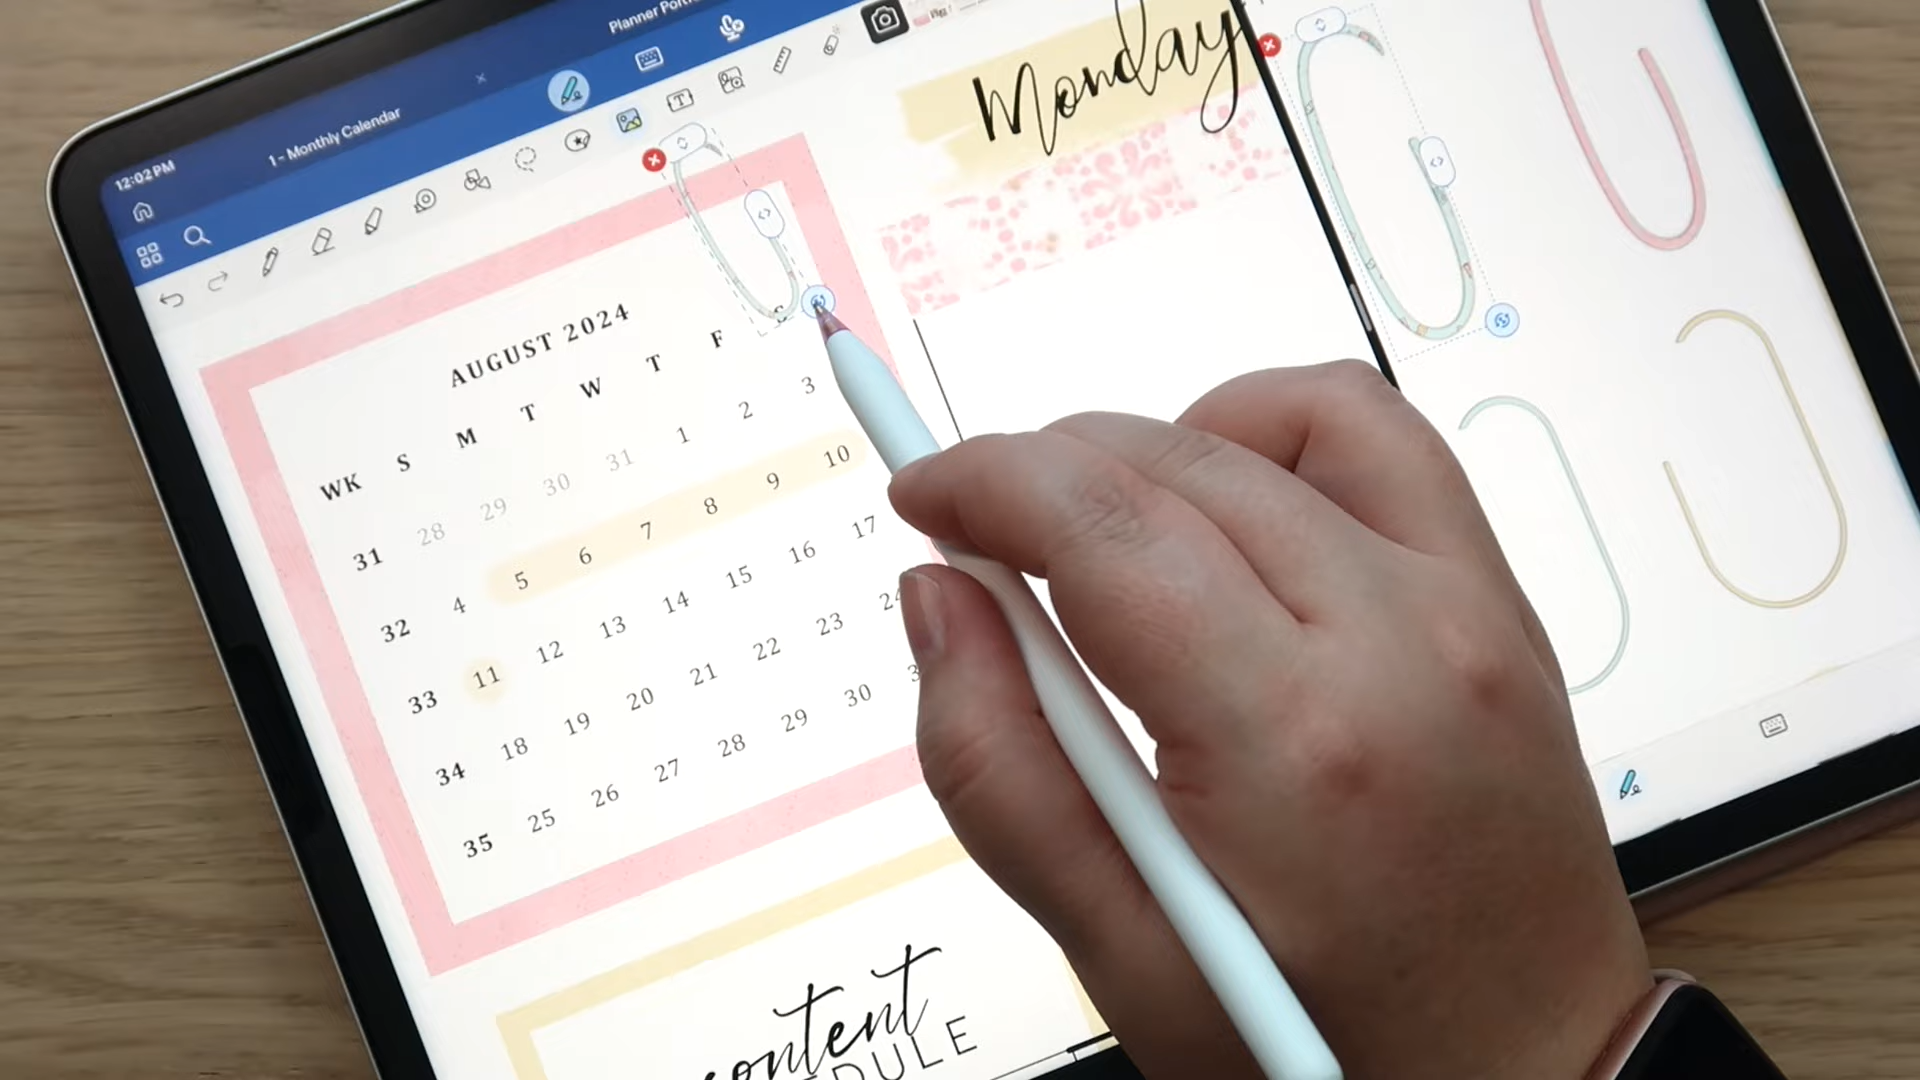 Planner
1 - Monthly Calendar
12:02 PM
Monday
AUGUST 2024
WK S M T W T F S
31 28 29 30 31 1 2 3
32 4 5 6 7 8 9 10
33 11 12 13 14 15 16 17
34 18 19 20 21 22 23
35 25 26 27 28 29 30
content